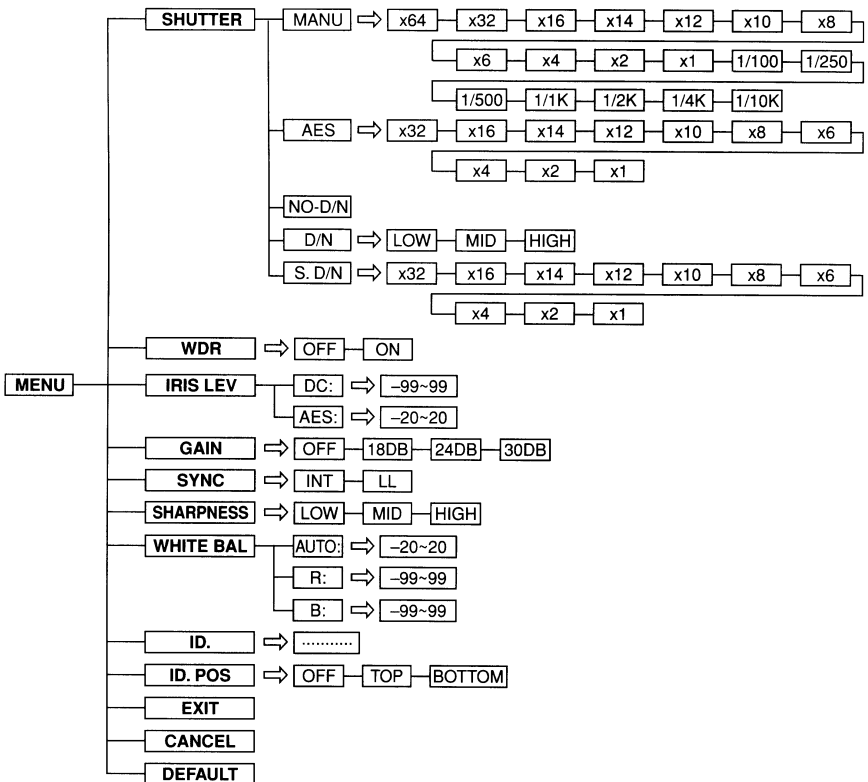 SHUTTER MANU x64 x32 x16 x14 x12 x10 x8
x6 x4 x2 x1 1/100 1/250
1/500 1/1K 1/2K 1/4K 1/10K
AES x32 x16 x14 x12 x10 x8 x6
x4 x2 x1
NO-D/N
D/N LOW MID HIGH
S. D/N x32 x16 x14 x12 x10 x8 x6
x4 x2 x1
WDR OFF ON
MENU IRIS LEV DC: –99~99
AES: –20~20
GAIN OFF 18DB 24DB 30DB
SYNC INT LL
SHARPNESS LOW MID HIGH
WHITE BAL AUTO: –20~20
R: –99~99
B: –99~99
ID. ...........
ID. POS OFF TOP BOTTOM
EXIT
CANCEL
DEFAULT